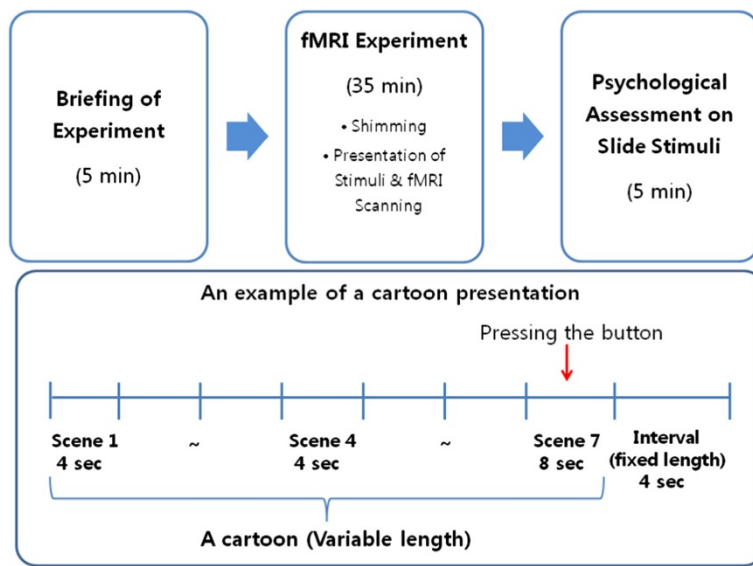 Briefing of
Experiment
(5 min)
fMRI Experiment
(35 min)
• Shimming
• Presentation of
Stimuli & fMRI
Scanning
Psychological
Assessment on
Slide Stimuli
(5 min)
An example of a cartoon presentation
Pressing the button
Scene 1
4 sec
~
Scene 4
4 sec
~
Scene 7
8 sec
Interval
(fixed length)
4 sec
A cartoon (Variable length)